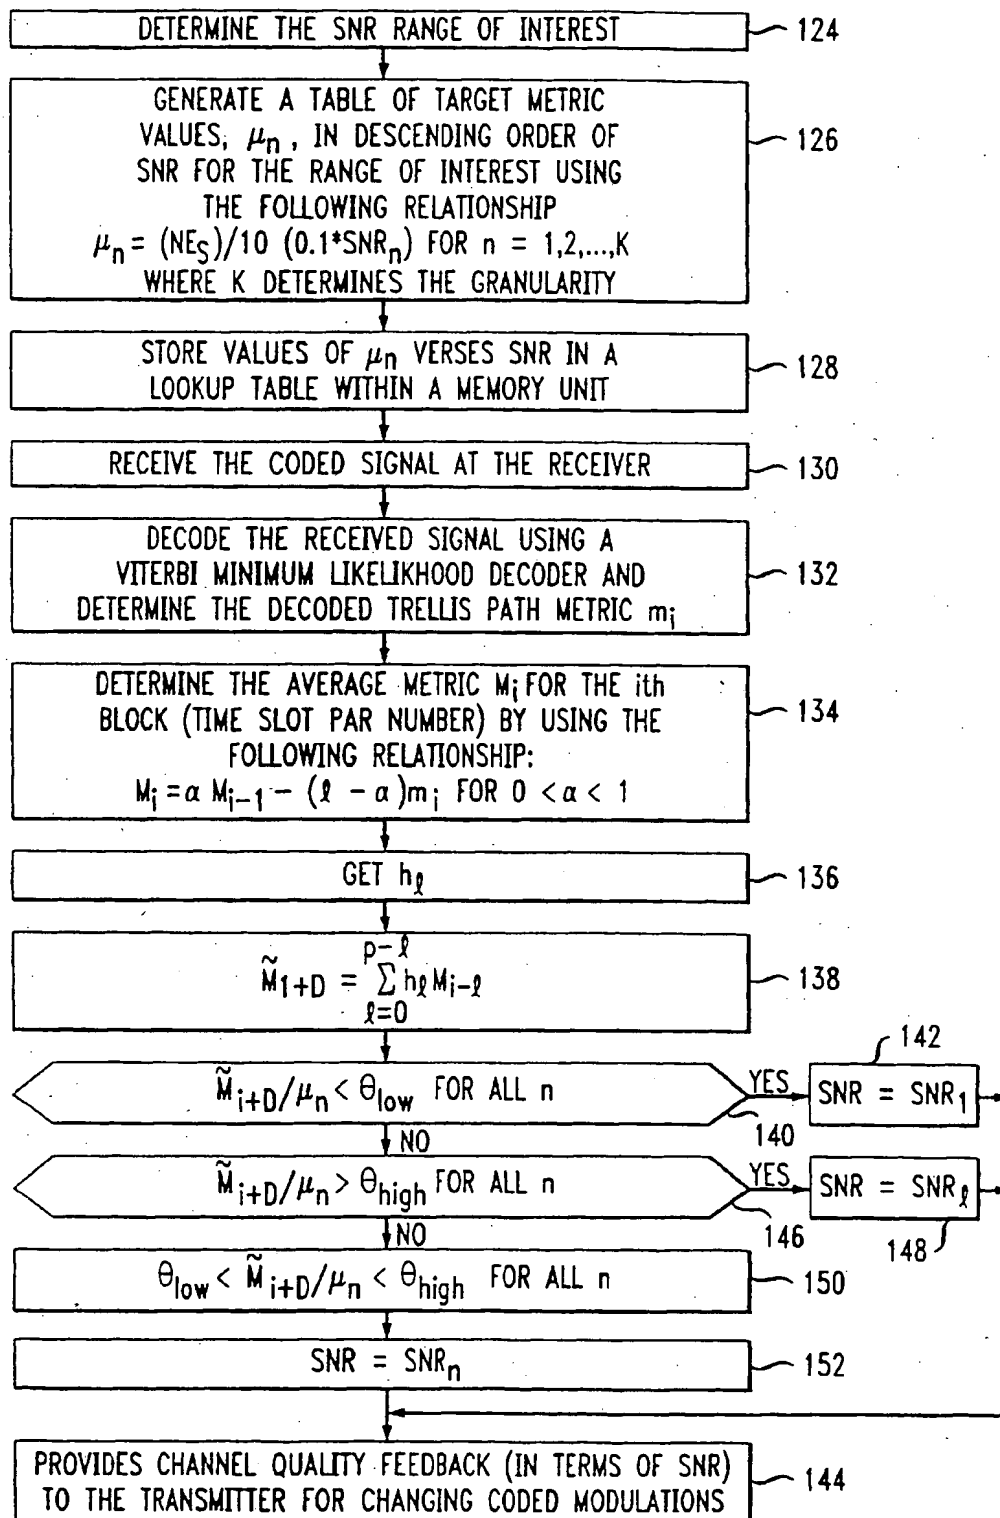 DETERMINE THE SNR RANGE OF INTEREST
124
GENERATE A TABLE OF TARGET METRIC
VALUES, μn, IN DESCENDING ORDER OF
SNR FOR THE RANGE OF INTEREST USING
THE FOLLOWING RELATIONSHIP
μn = (NES)/10 (0.1*SNRn) FOR n = 1,2,...,K
WHERE K DETERMINES THE GRANULARITY
126
STORE VALUES OF μn VERSES SNR IN A
LOOKUP TABLE WITHIN A MEMORY UNIT
128
RECEIVE THE CODED SIGNAL AT THE RECEIVER
130
DECODE THE RECEIVED SIGNAL USING A
VITERBI MINIMUM LIKELIKHOOD DECODER AND
DETERMINE THE DECODED TRELLIS PATH METRIC mi
132
DETERMINE THE AVERAGE METRIC Mi FOR THE ith
BLOCK (TIME SLOT PAR NUMBER) BY USING THE
FOLLOWING RELATIONSHIP:
Mi = α Mi-1 - (ℓ - α)mi FOR 0 < α < 1
134
GET hℓ
136
p-ℓ
M̃1+D = Σ hℓ Mi-ℓ
ℓ=0
138
M̃i+D/μn < θlow FOR ALL n
140
YES
142
SNR = SNR1
NO
M̃i+D/μn > θhigh FOR ALL n
146
YES
SNR = SNRℓ
148
NO
θlow < M̃i+D/μn < θhigh FOR ALL n
150
SNR = SNRn
152
PROVIDES CHANNEL QUALITY FEEDBACK (IN TERMS OF SNR)
TO THE TRANSMITTER FOR CHANGING CODED MODULATIONS
144